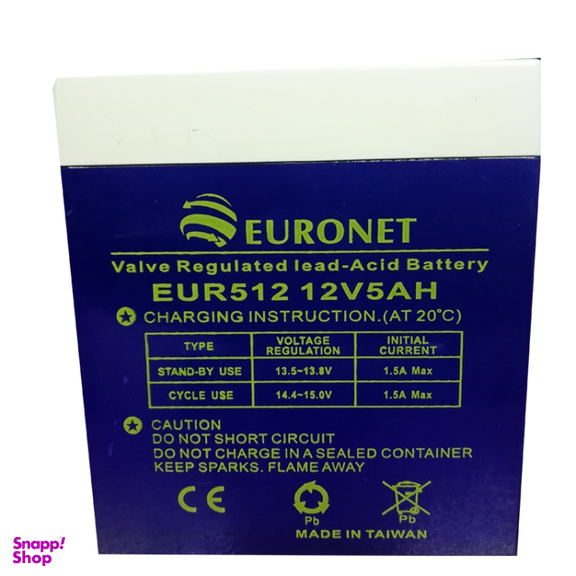 EURONET
Valve Regulated lead-Acid Battery
EUR512 12V5AH
CHARGING INSTRUCTION.(AT 20°C)
TYPE VOLTAGE REGULATION INITIAL CURRENT
STAND-BY USE 13.5~13.8V 1.5A Max
CYCLE USE 14.4~15.0V 1.5A Max
CAUTION
DO NOT SHORT CIRCUIT
DO NOT CHARGE IN A SEALED CONTAINER
KEEP SPARKS. FLAME AWAY
CE
Pb Pb
MADE IN TAIWAN
Snapp!
Shop